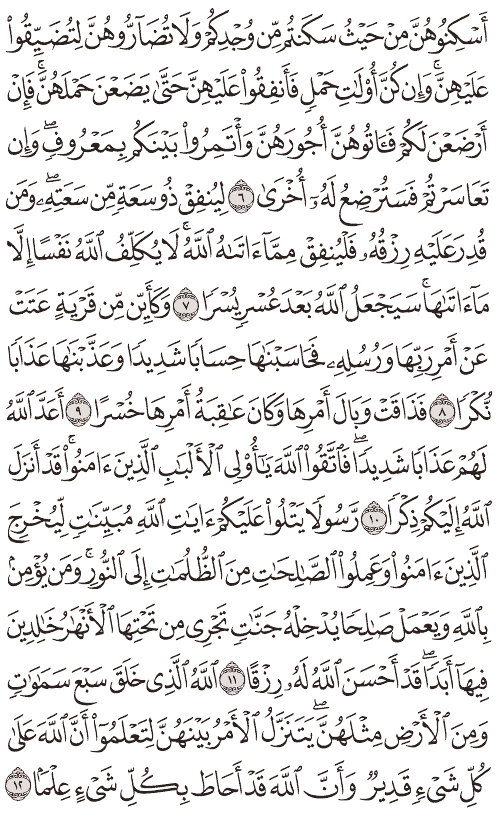 أَسْكِنُوهُنَّ مِنْ حَيْثُ سَكَنتُم مِّن وُجْدِكُمْ وَلَا تُضَآرُّوهُنَّ لِتُضَيِّقُوا۟
عَلَيْهِنَّ ۚ وَإِن كُنَّ أُو۟لَٰتِ حَمْلٍ فَأَنفِقُوا۟ عَلَيْهِنَّ حَتَّىٰ يَضَعْنَ حَمْلَهُنَّ ۚ فَإِنْ
أَرْضَعْنَ لَكُمْ فَـَٔاتُوهُنَّ أُجُورَهُنَّ وَأْتَمِرُوا۟ بَيْنَكُم بِمَعْرُوفٍ ۖ وَإِن
تَعَاسَرْتُمْ فَسَتُرْضِعُ لَهُۥٓ أُخْرَىٰ ٦ لِيُنفِقْ ذُو سَعَةٍ مِّن سَعَتِهِۦ ۖ وَمَن
قُدِرَ عَلَيْهِ رِزْقُهُۥ فَلْيُنفِقْ مِمَّآ ءَاتَىٰهُ ٱللَّهُ ۚ لَا يُكَلِّفُ ٱللَّهُ نَفْسًا إِلَّا
مَآ ءَاتَىٰهَا ۚ سَيَجْعَلُ ٱللَّهُ بَعْدَ عُسْرٍ يُسْرًا ٧ وَكَأَيِّن مِّن قَرْيَةٍ عَتَتْ
عَنْ أَمْرِ رَبِّهَا وَرُسُلِهِۦ فَحَاسَبْنَٰهَا حِسَابًا شَدِيدًا وَعَذَّبْنَٰهَا عَذَابًا
نُّكْرًا ٨ فَذَاقَتْ وَبَالَ أَمْرِهَا وَكَانَ عَٰقِبَةُ أَمْرِهَا خُسْرًا ٩ أَعَدَّ ٱللَّهُ
لَهُمْ عَذَابًا شَدِيدًا ۖ فَٱتَّقُوا۟ ٱللَّهَ يَٰٓأُو۟لِى ٱلْأَلْبَٰبِ ٱلَّذِينَ ءَامَنُوا۟ ۚ قَدْ أَنزَلَ
ٱللَّهُ إِلَيْكُمْ ذِكْرًا ١٠ رَّسُولًا يَتْلُوا۟ عَلَيْكُمْ ءَايَٰتِ ٱللَّهِ مُبَيِّنَٰتٍ لِّيُخْرِجَ
ٱلَّذِينَ ءَامَنُوا۟ وَعَمِلُوا۟ ٱلصَّٰلِحَٰتِ مِنَ ٱلظُّلُمَٰتِ إِلَى ٱلنُّورِ ۚ وَمَن يُؤْمِنۢ
بِٱللَّهِ وَيَعْمَلْ صَٰلِحًا يُدْخِلْهُ جَنَّٰتٍ تَجْرِى مِن تَحْتِهَا ٱلْأَنْهَٰرُ خَٰلِدِينَ
فِيهَآ أَبَدًا ۖ قَدْ أَحْسَنَ ٱللَّهُ لَهُۥ رِزْقًا ١١ ٱللَّهُ ٱلَّذِى خَلَقَ سَبْعَ سَمَٰوَٰتٍ
وَمِنَ ٱلْأَرْضِ مِثْلَهُنَّ ۖ يَتَنَزَّلُ ٱلْأَمْرُ بَيْنَهُنَّ لِتَعْلَمُوٓا۟ أَنَّ ٱللَّهَ عَلَىٰ
كُلِّ شَىْءٍ قَدِيرٌ وَأَنَّ ٱللَّهَ قَدْ أَحَاطَ بِكُلِّ شَىْءٍ عِلْمًۢا ١٢